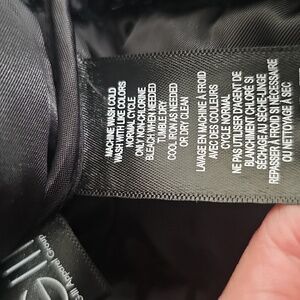 MACHINE WASH COLD
WASH WITH LIKE COLORS
NORMAL CYCLE
ONLY NON-CHLORINE
BLEACH WHEN NEEDED
TUMBLE DRY
COOL IRON AS NEEDED
OR DRY CLEAN
LAVAGE EN MACHINE À FROID
AVEC DES COULEURS
CYCLE NORMAL
NE PAS UTILISER D'AGENT DE
BLANCHIMENT CHLORÉ SI
SÉCHAGE AU SÈCHE-LINGE
REPASSER À FROID SI NÉCESSAIRE
OU NETTOYAGE À SEC
Apparel Group